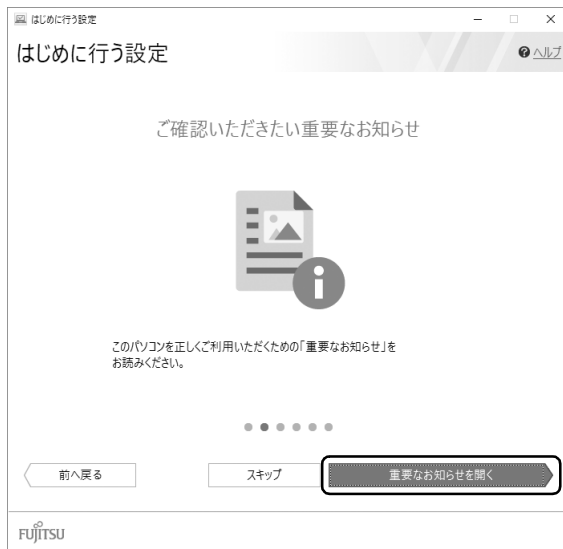 はじめに行う設定
はじめに行う設定
ヘルプ
ご確認いただきたい重要なお知らせ
このパソコンを正しくご利用いただくための「重要なお知らせ」を
お読みください。
前へ戻る
スキップ
重要なお知らせを開く
FUJITSU